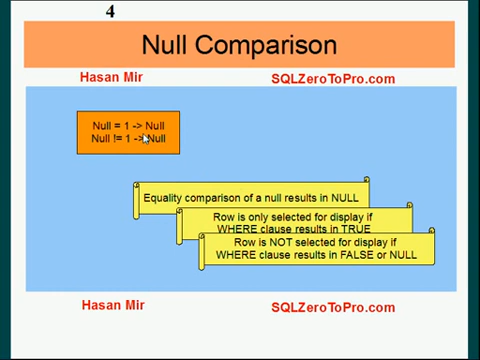 4
Null Comparison
Hasan Mir
SQLZeroToPro.com
Null = 1 -> Null
Null != 1 -> Null
Equality comparison of a null results in NULL
Row is only selected for display if
WHERE clause results in TRUE
Row is NOT selected for display if
WHERE clause results in FALSE or NULL
Hasan Mir
SQLZeroToPro.com